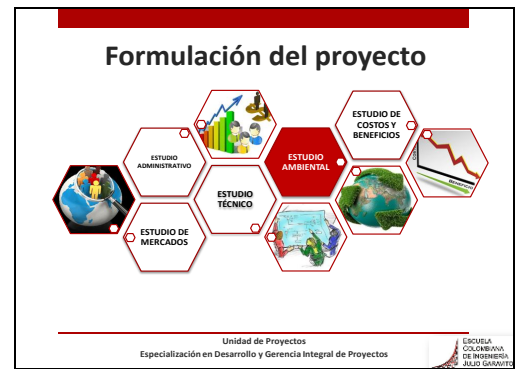 Formulación del proyecto
ESTUDIO DE
COSTOS Y
BENEFICIOS
ESTUDIO
ADMINISTRATIVO
ESTUDIO
AMBIENTAL
ESTUDIO
TÉCNICO
ESTUDIO DE
MERCADOS
BENEFICIO
Unidad de Proyectos
Especialización en Desarrollo y Gerencia Integral de Proyectos
ESCUELA
COLOMBIANA
DE INGENIERÍA
JULIO GARAVITO